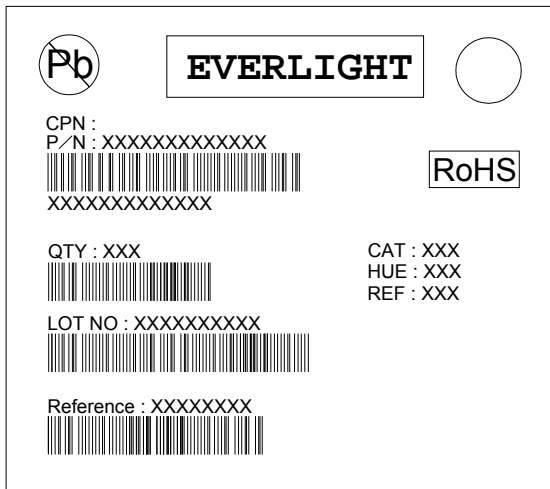 Pb
EVERLIGHT
CPN :
P/N : XXXXXXXXXXXXX
RoHS
XXXXXXXXXXXXX
QTY : XXX
CAT : XXX
HUE : XXX
REF : XXX
LOT NO : XXXXXXXXXX
Reference : XXXXXXXX